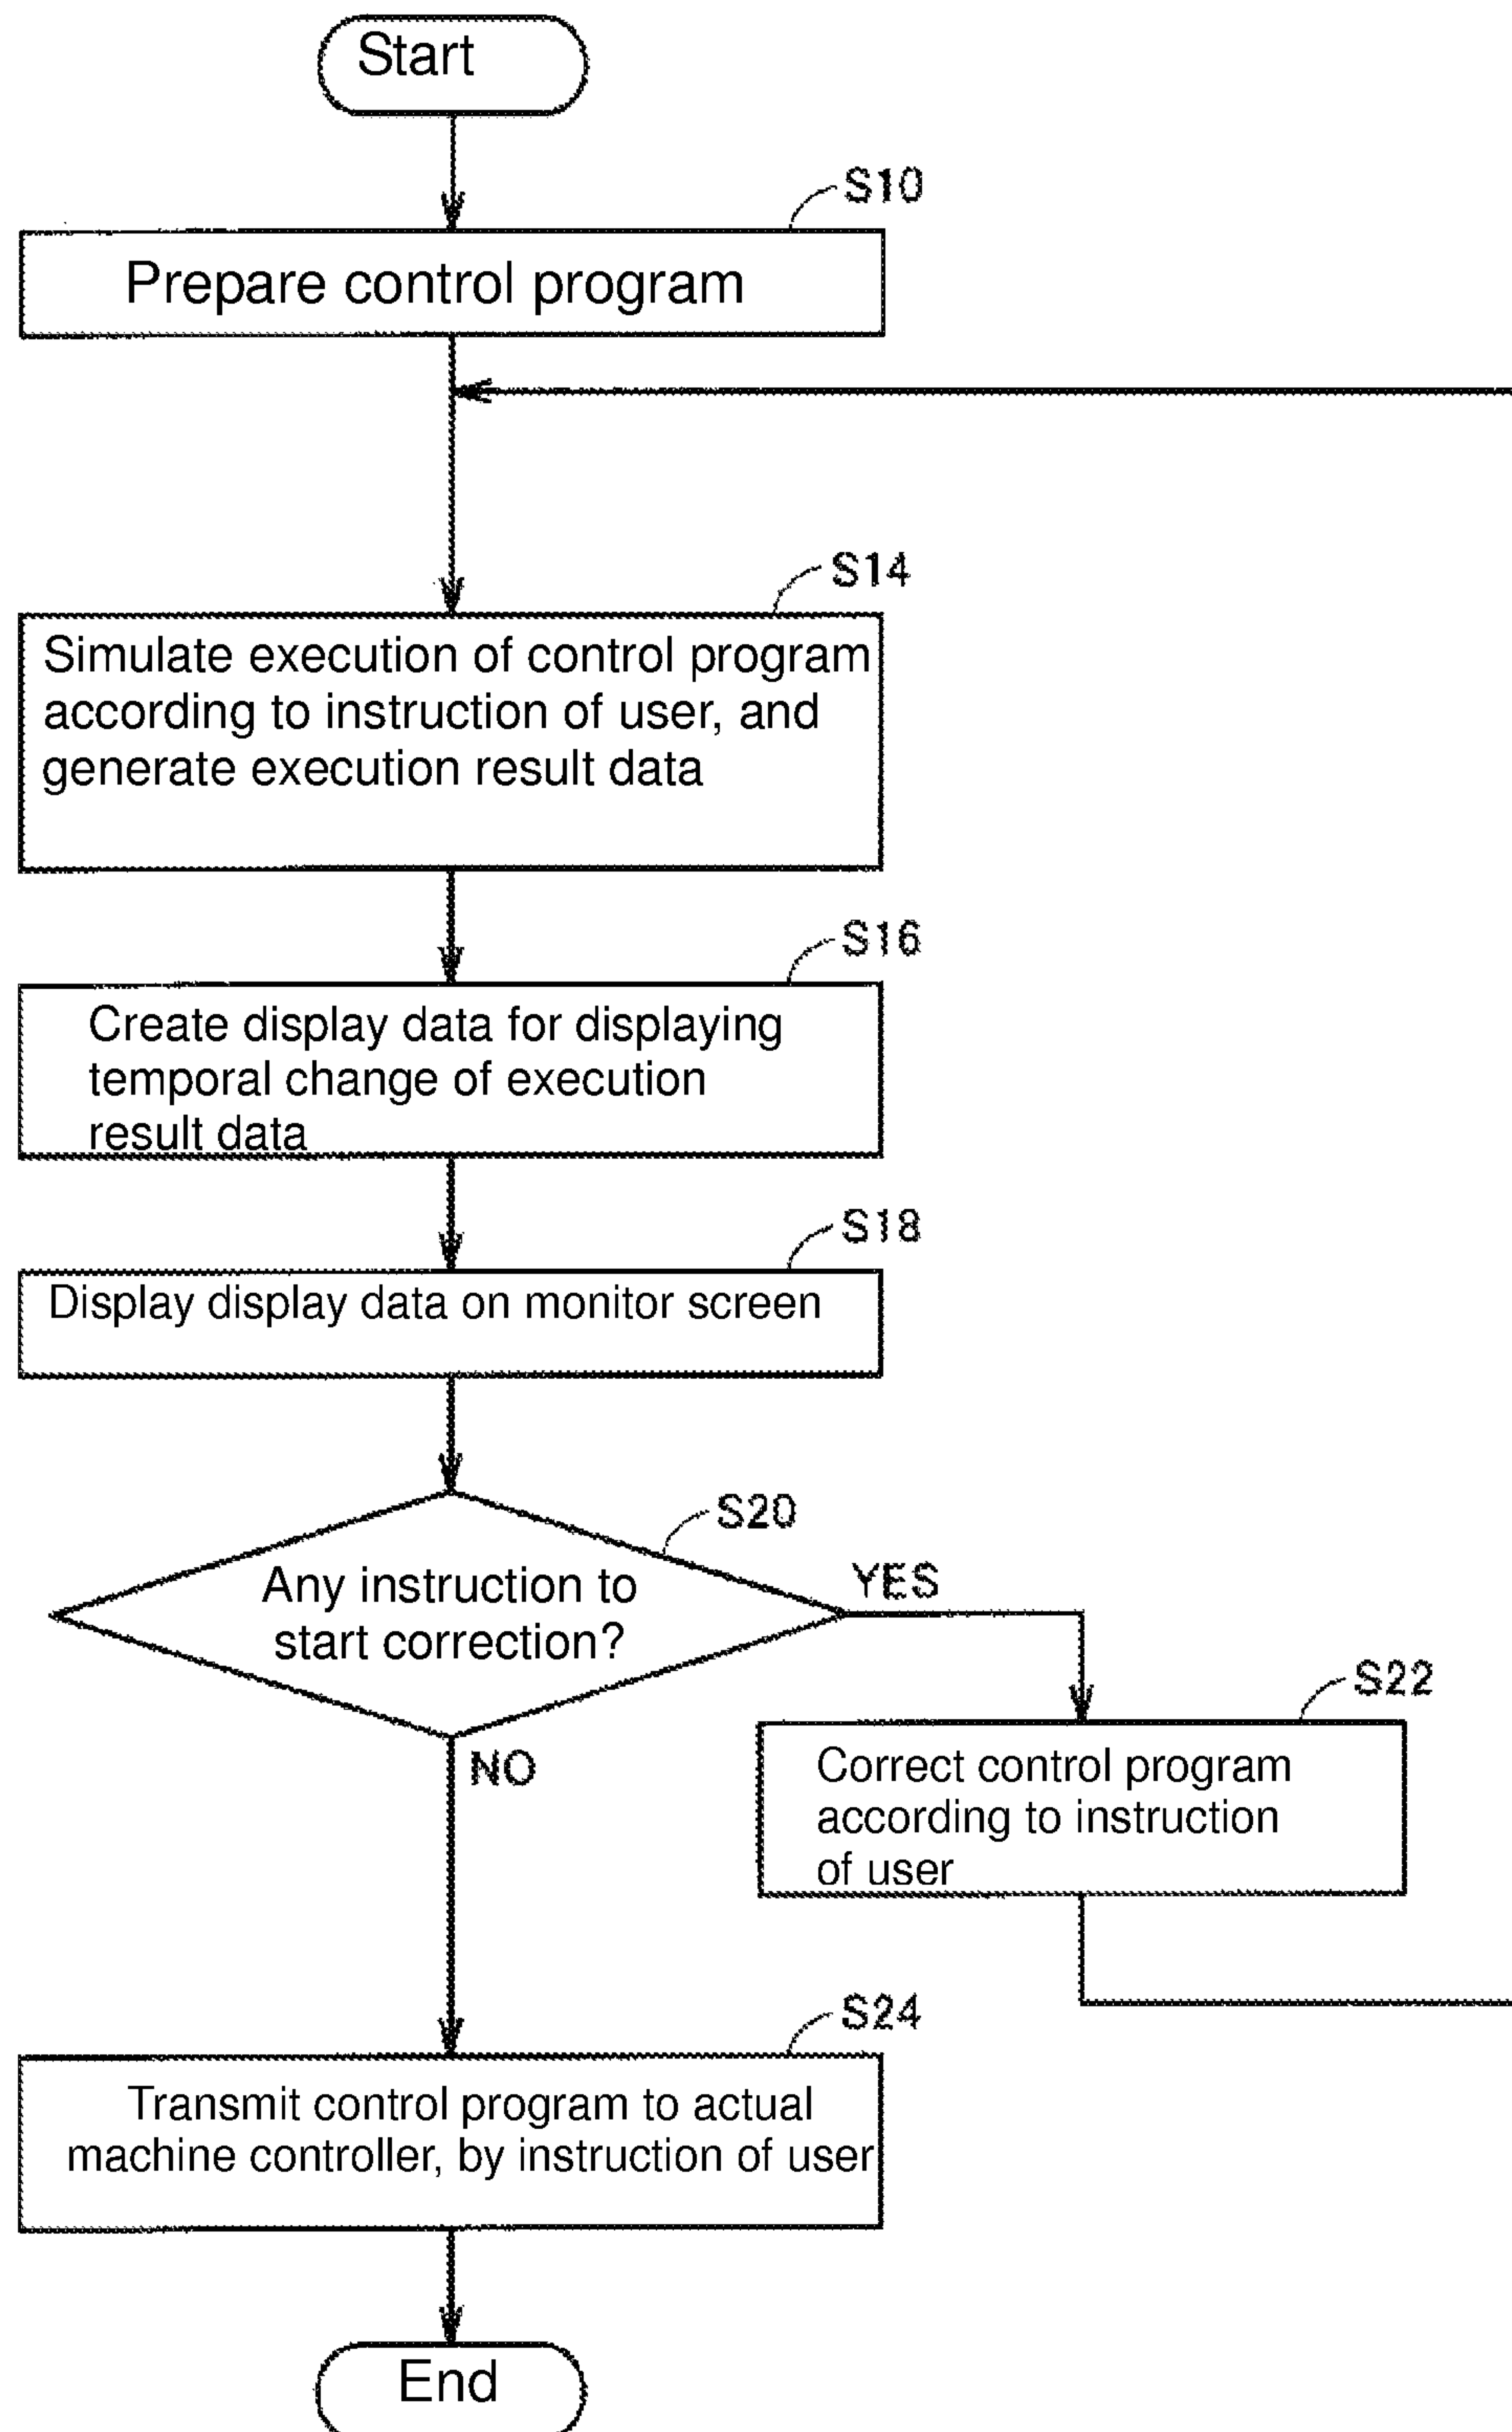 Start
S10
Prepare control program
S14
Simulate execution of control program
according to instruction of user, and
generate execution result data
S16
Create display data for displaying
temporal change of execution
result data
S18
Display display data on monitor screen
S20
Any instruction to
start correction?
YES
S22
Correct control program
according to instruction
of user
NO
S24
Transmit control program to actual
machine controller, by instruction of user
End